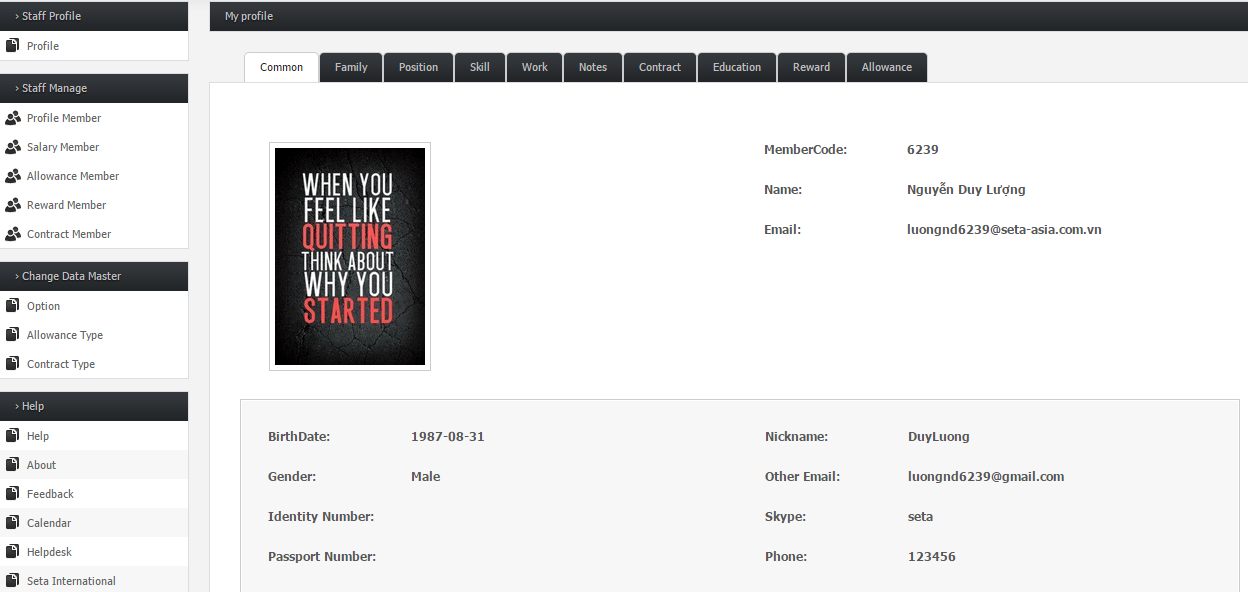 › Staff Profile
Profile
› Staff Manage
Profile Member
Salary Member
Allowance Member
Reward Member
Contract Member
› Change Data Master
Option
Allowance Type
Contract Type
› Help
Help
About
Feedback
Calendar
Helpdesk
Seta International
My profile
Common Family Position Skill Work Notes Contract Education Reward Allowance
WHEN YOU
FEEL LIKE
QUITTING
THINK ABOUT
WHY YOU
STARTED
MemberCode: 6239
Name: Nguyễn Duy Lượng
Email: luongnd6239@seta-asia.com.vn
BirthDate: 1987-08-31
Gender: Male
Identity Number:
Passport Number:
Nickname: DuyLuong
Other Email: luongnd6239@gmail.com
Skype: seta
Phone: 123456